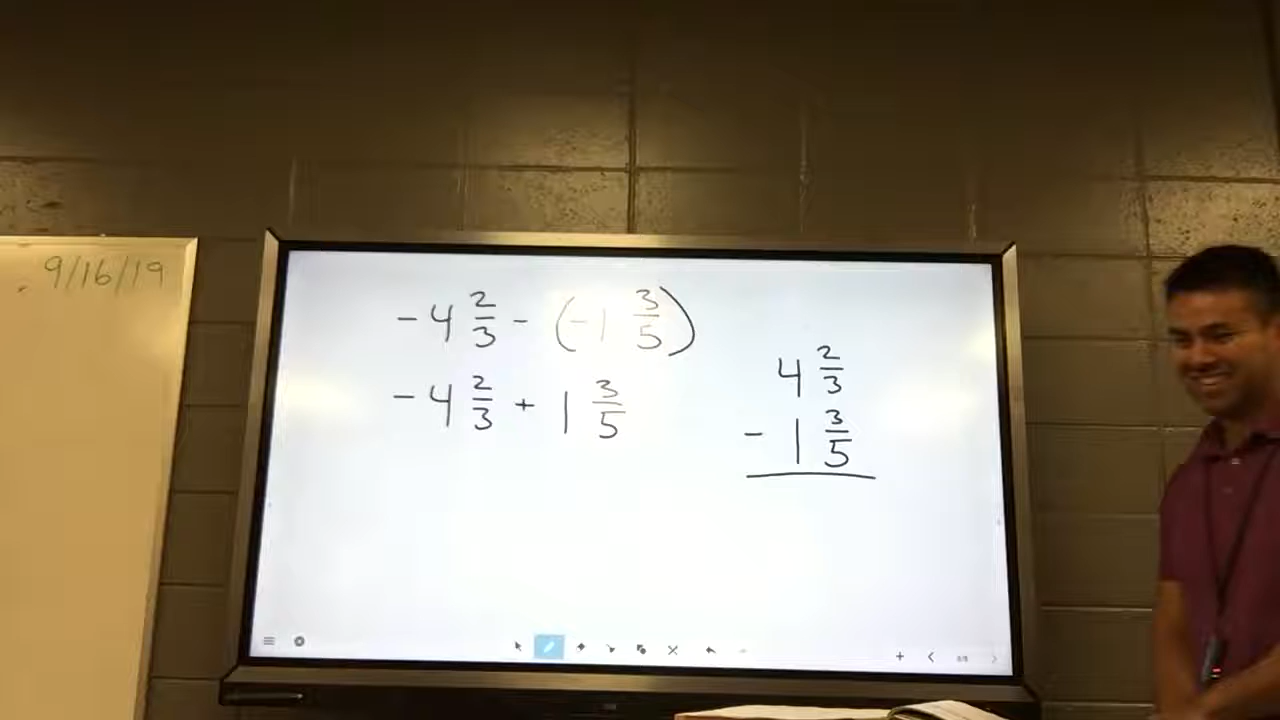 9/16/19
-4 2/3 - (-1 3/5)
-4 2/3 + 1 3/5
4 2/3
- 1 3/5